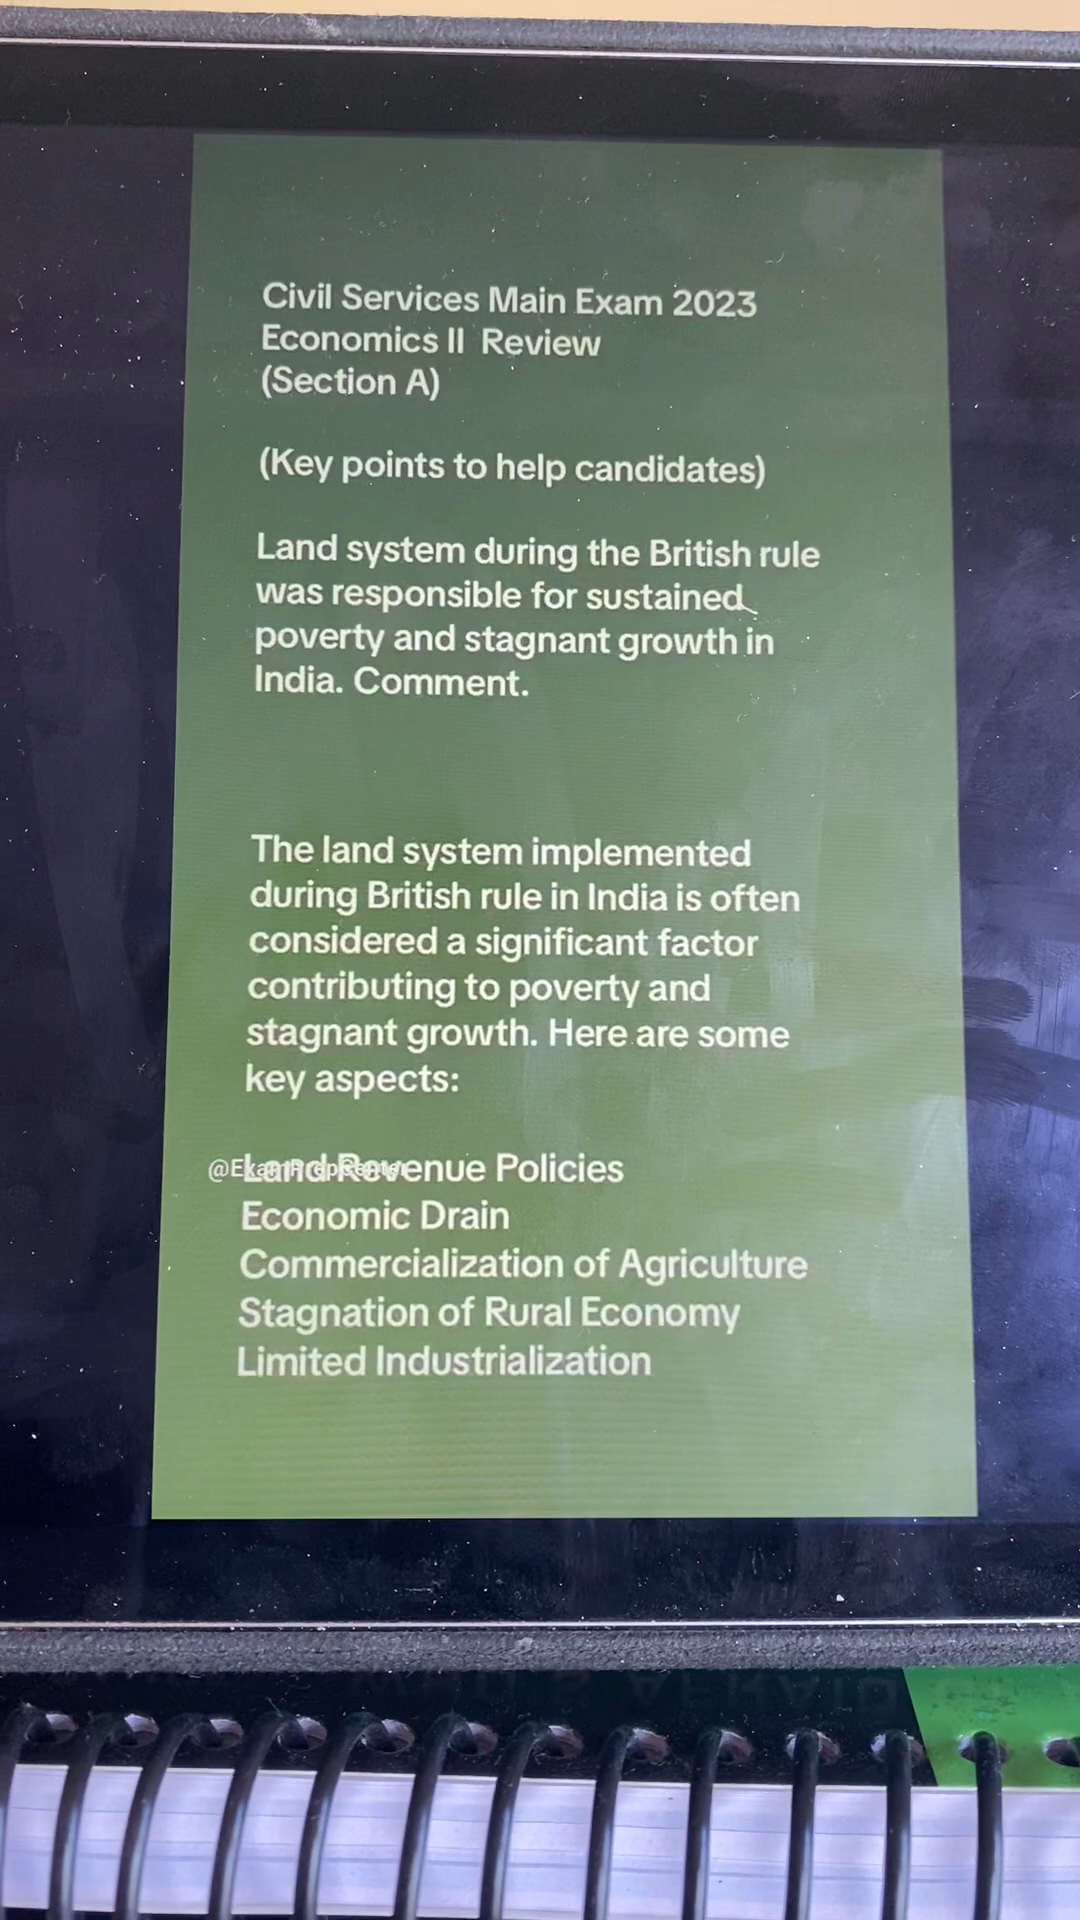 Civil Services Main Exam 2023
Economics II Review
(Section A)
(Key points to help candidates)
Land system during the British rule
was responsible for sustained
poverty and stagnant growth in
India. Comment.
The land system implemented
during British rule in India is often
considered a significant factor
contributing to poverty and
stagnant growth. Here are some
key aspects:
Land Revenue Policies
Economic Drain
Commercialization of Agriculture
Stagnation of Rural Economy
Limited Industrialization